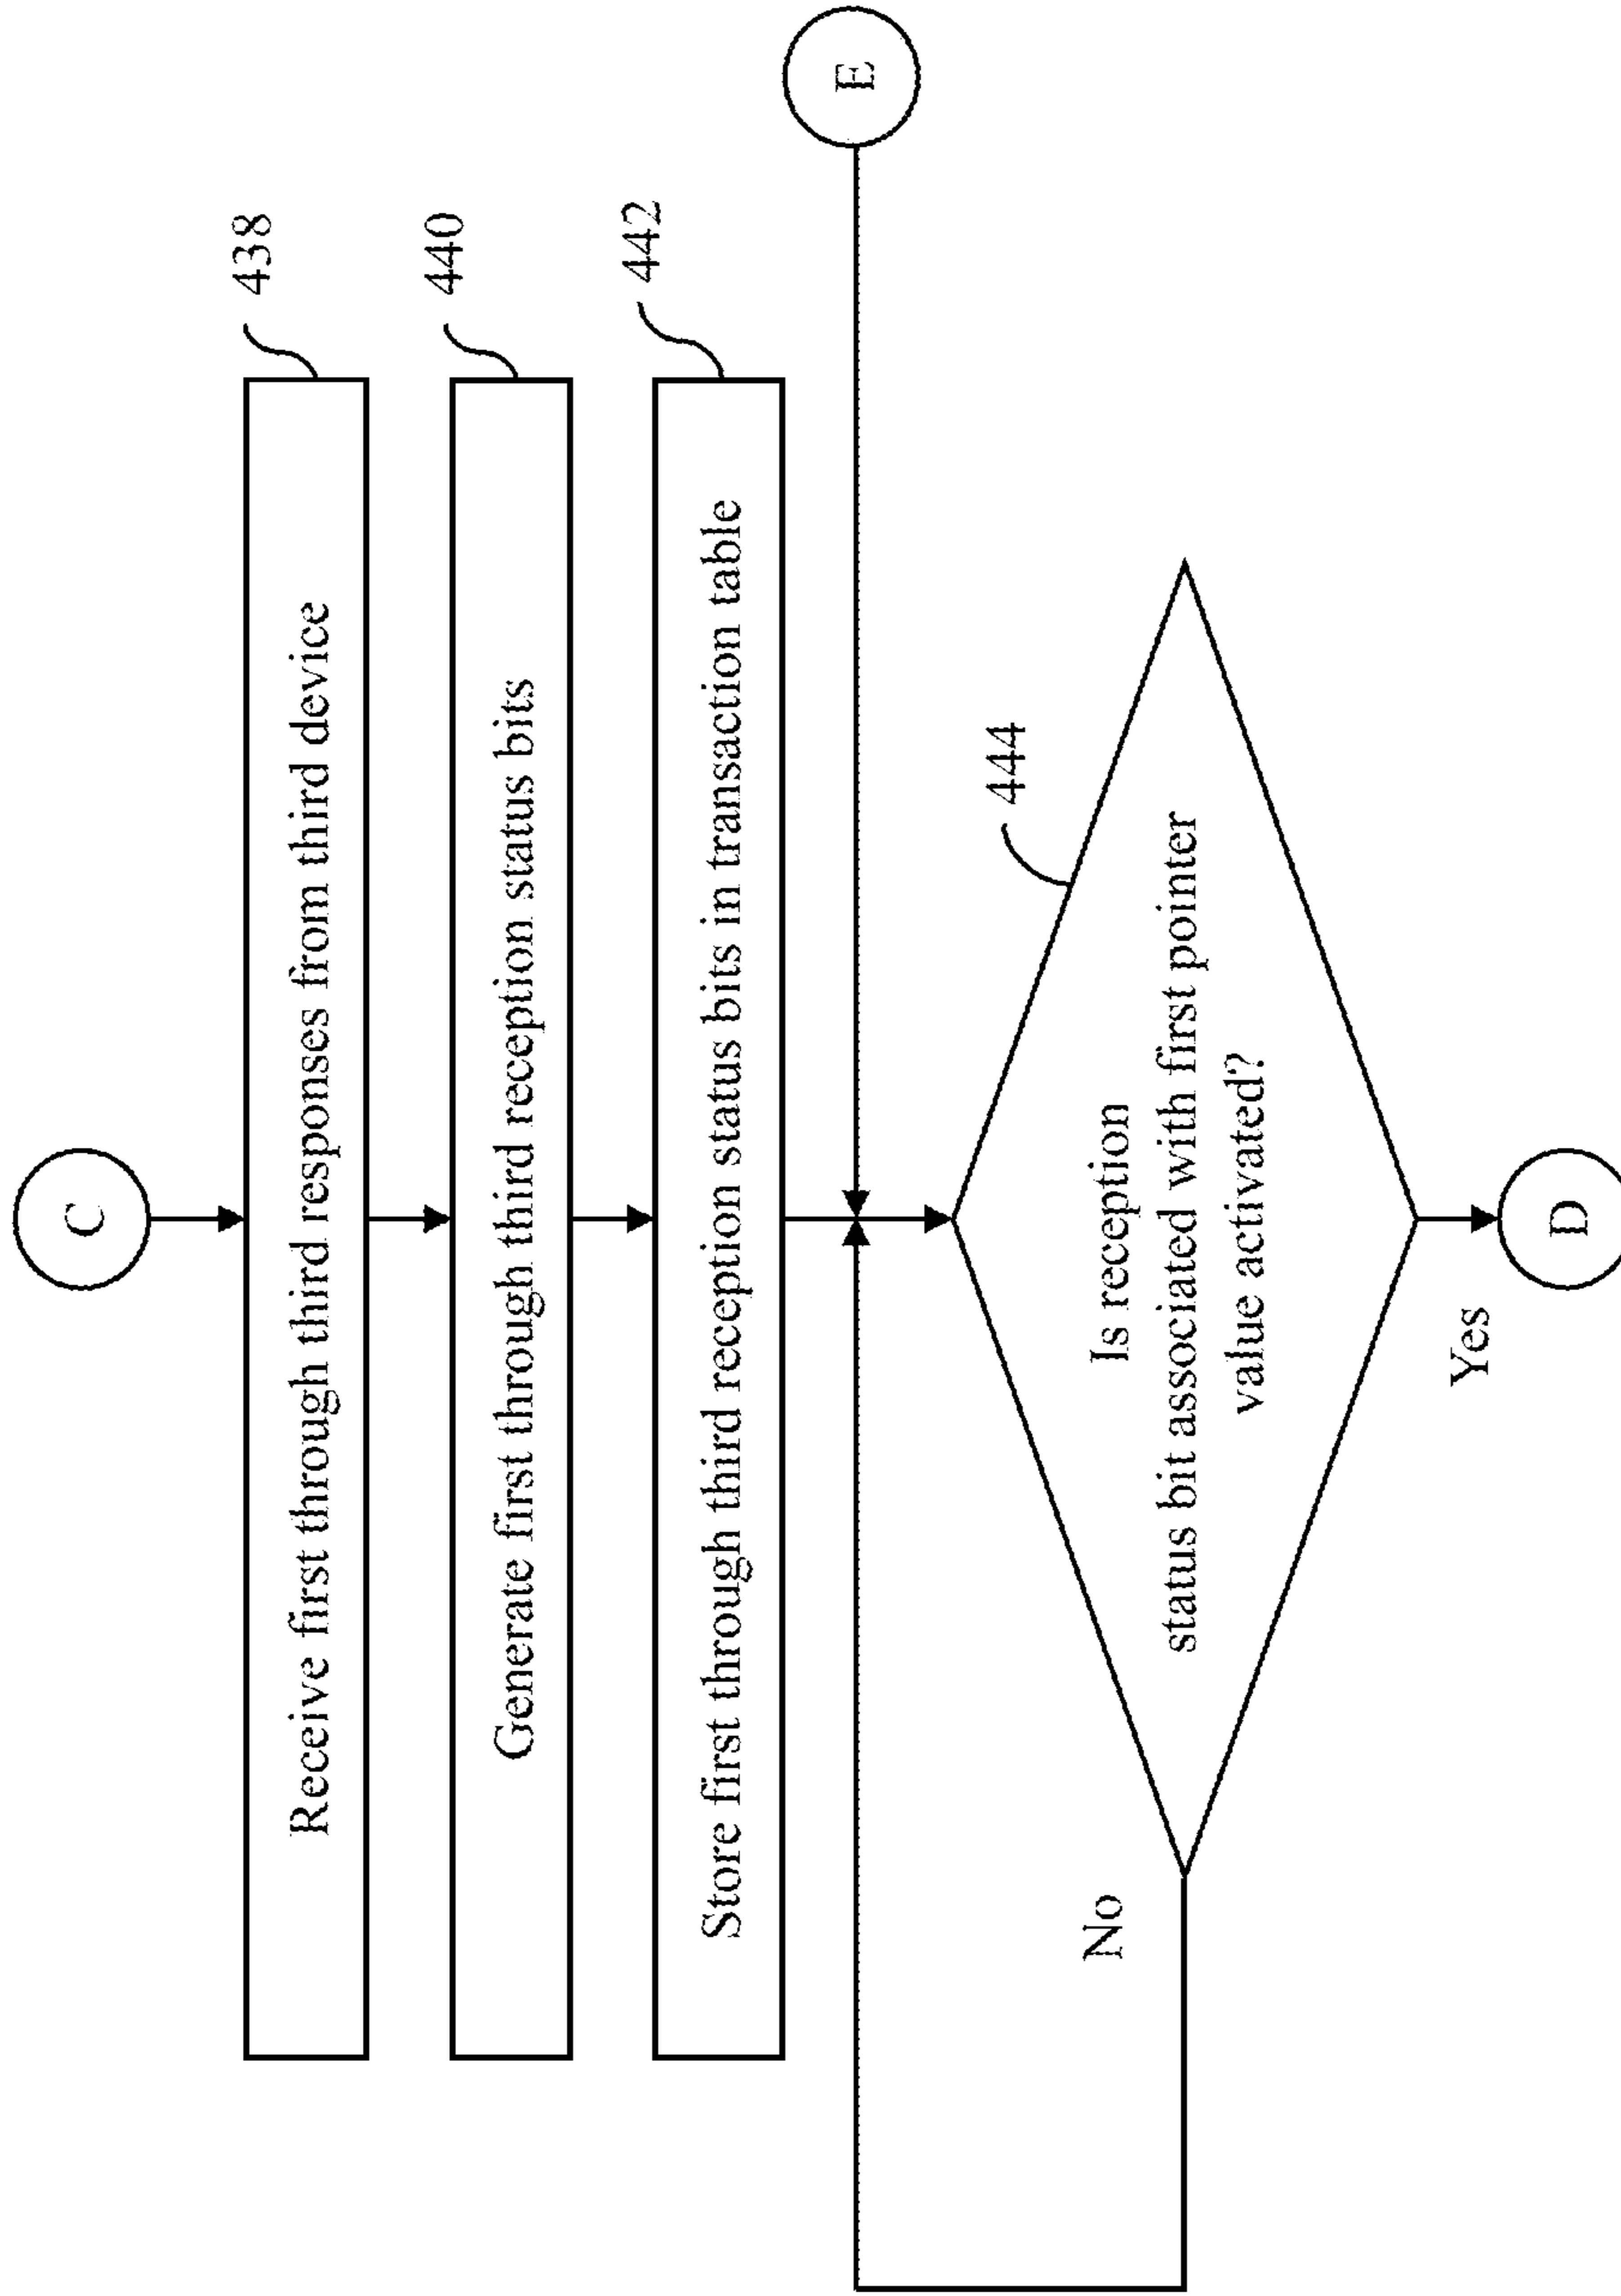 C
438
Receive first through third responses from third device
440
Generate first through third reception status bits
442
Store first through third reception status bits in transaction table
E
444
Is reception
status bit associated with first pointer
value activated?
No
Yes
D